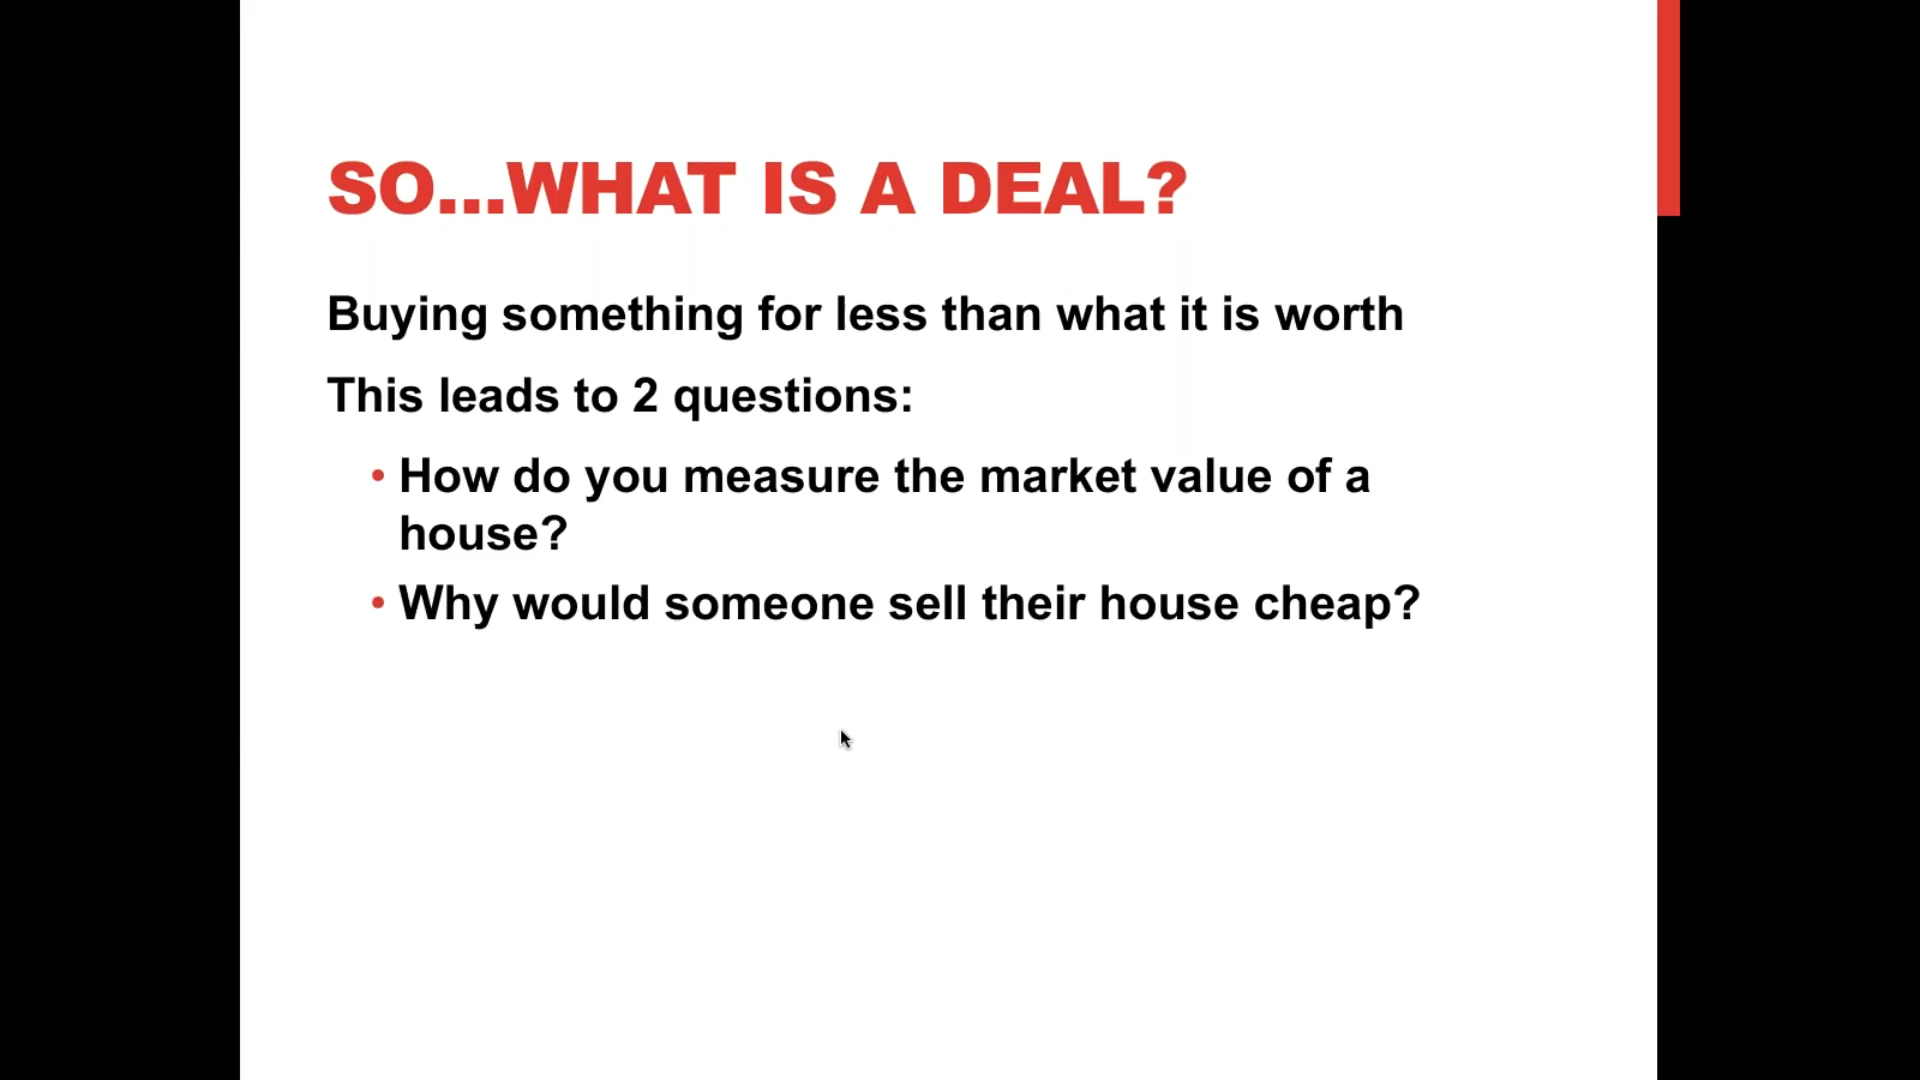 SO...WHAT IS A DEAL?
Buying something for less than what it is worth
This leads to 2 questions:
• How do you measure the market value of a
house?
• Why would someone sell their house cheap?